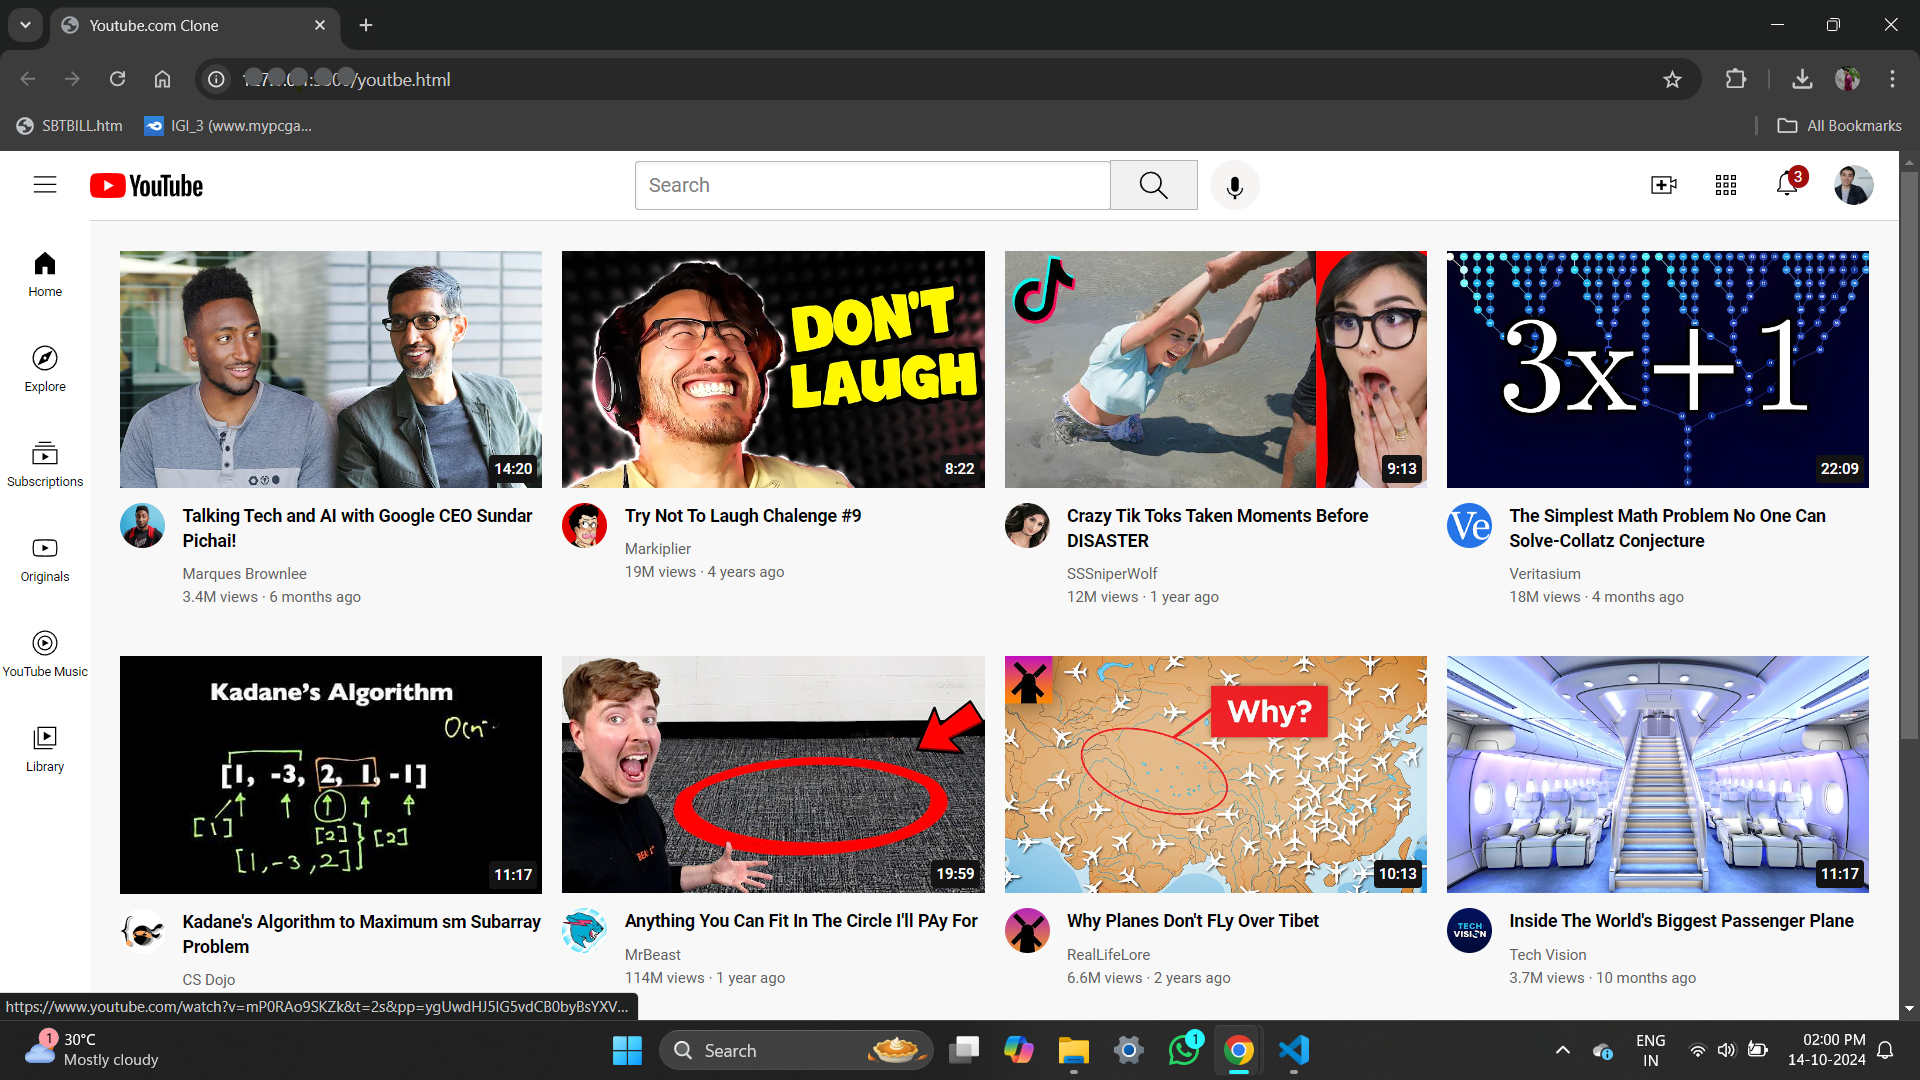 Youtube.com Clone
/youtbe.html
SBTBILL.htm
IGI_3 (www.mypcga...
All Bookmarks
YouTube
Search
3
Home
Explore
Subscriptions
Originals
YouTube Music
Library
14:20
DON'T
LAUGH
8:22
9:13
3x+1
22:09
Talking Tech and AI with Google CEO Sundar
Pichai!
Marques Brownlee
3.4M views · 6 months ago
Try Not To Laugh Chalenge #9
Markiplier
19M views · 4 years ago
Crazy Tik Toks Taken Moments Before
DISASTER
SSSniperWolf
12M views · 1 year ago
Ve
The Simplest Math Problem No One Can
Solve-Collatz Conjecture
Veritasium
18M views · 4 months ago
Kadane's Algorithm
[1, -3, 2, 1, -1]
[1]
[2]
[2]
[1, -3, 2]
11:17
19:59
Why?
10:13
11:17
Kadane's Algorithm to Maximum sm Subarray
Problem
CS Dojo
Anything You Can Fit In The Circle I'll PAy For
MrBeast
114M views · 1 year ago
Why Planes Don't FLy Over Tibet
RealLifeLore
6.6M views · 2 years ago
TECH
VISION
Inside The World's Biggest Passenger Plane
Tech Vision
3.7M views · 10 months ago
https://www.youtube.com/watch?v=mP0RAo9SKZk&t=2s&pp=ygUwdHJ5IG5vdCB0byBsYXV...
1
30°C
Mostly cloudy
Search
1
ENG
IN
02:00 PM
14-10-2024